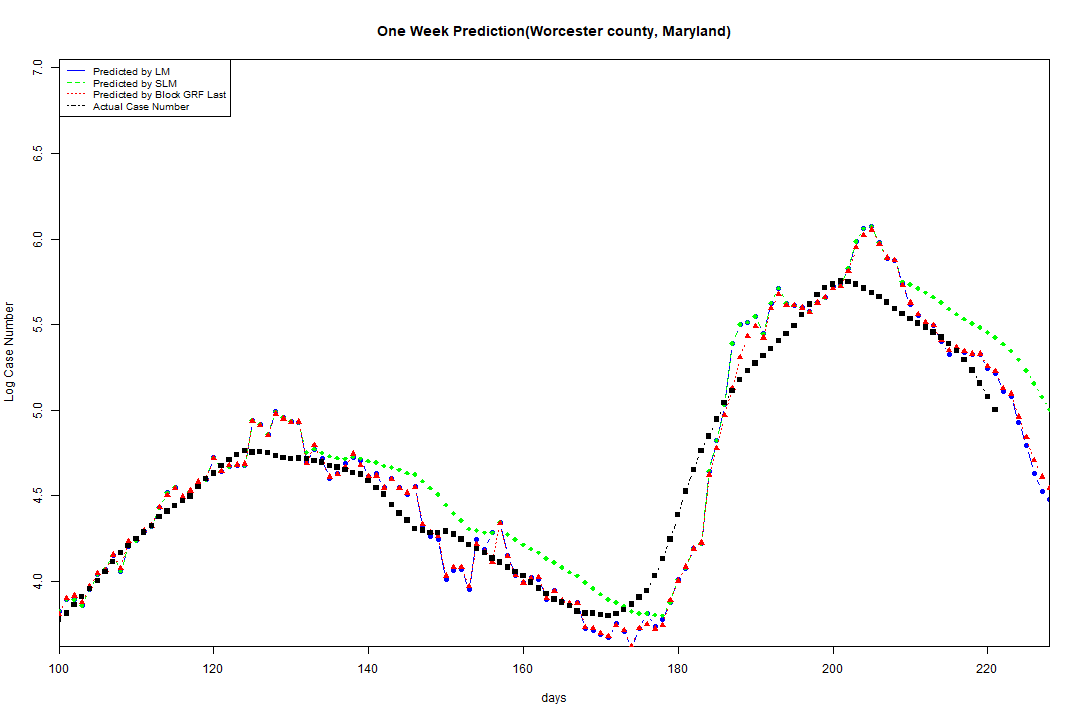 One Week Prediction(Worcester county, Maryland)
Predicted by LM
Predicted by SLM
Predicted by Block GRF Last
Actual Case Number
7.0
6.5
6.0
5.5
5.0
4.5
4.0
Log Case Number
100 120 140 160 180 200 220
days